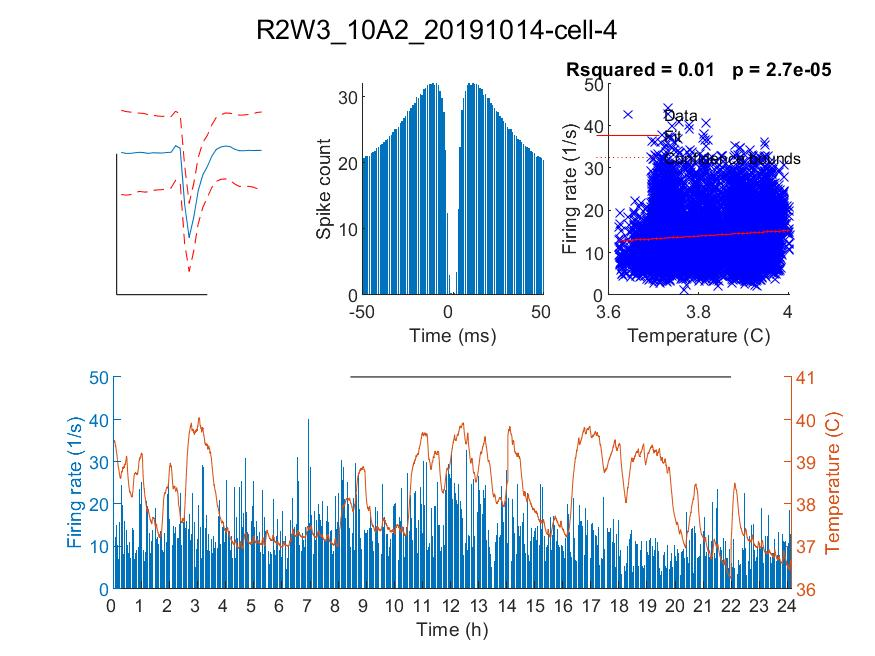 R2W3_10A2_20191014-cell-4
Rsquared = 0.01 p = 2.7e-05
30
20
10
0
Spike count
-50 0 50
Time (ms)
50
40
30
20
10
0
Firing rate (1/s)
Data
Fit
Confidence bounds
3.6 3.8 4
Temperature (C)
50
40
30
20
10
0
Firing rate (1/s)
41
40
39
38
37
36
Temperature (C)
0 1 2 3 4 5 6 7 8 9 10 11 12 13 14 15 16 17 18 19 20 21 22 23 24
Time (h)